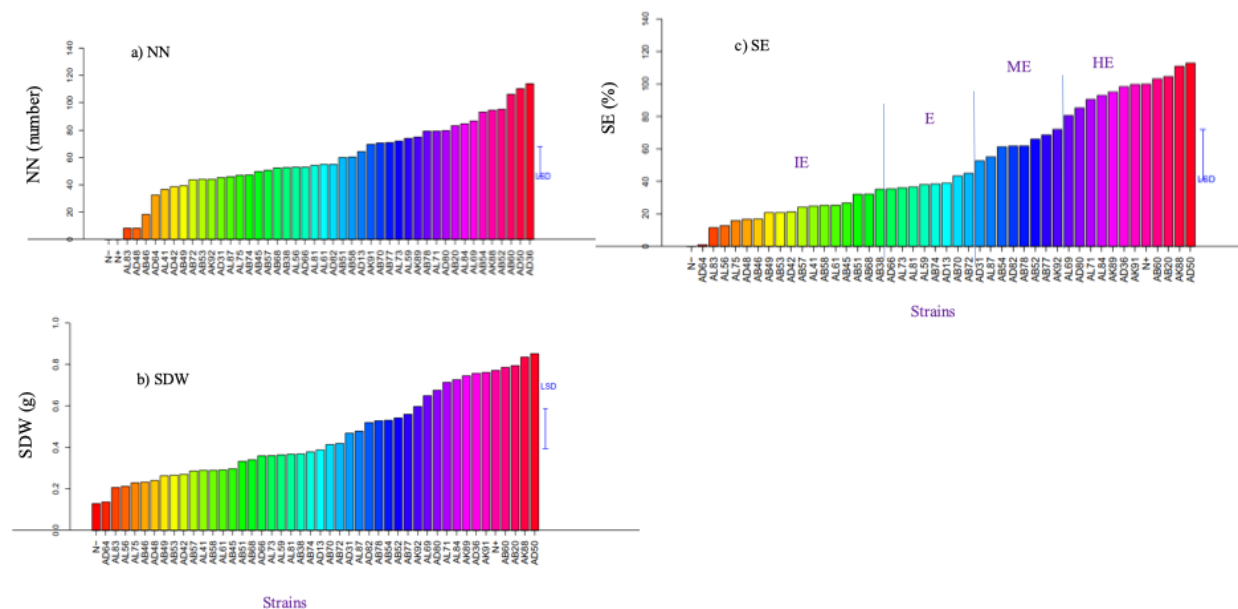 a) NN
NN (number)
140
120
100
80
60
40
20
0
LSD
N− N+ AL83 AD48 AB46 AD64 AL41 AD42 AB49 AB72 AB53 AK92 AD31 AL87 AL75 AB74 AB45 AB57 AB68 AB38 AL56 AD66 AL81 AL61 AD82 AB51 AB58 AD13 AK91 AB70 AB77 AL73 AL59 AK89 AB78 AL71 AD80 AB20 AL84 AL69 AB54 AK88 AB52 AB60 AD50 AD36
c) SE
SE (%)
140
120
100
80
60
40
20
0
IE
E
ME
HE
LSD
N− AD64 AL83 AL56 AL75 AD48 AB46 AB49 AB53 AD42 AB57 AL41 AB58 AL61 AB45 AB51 AB68 AB38 AD66 AL73 AL81 AL59 AB74 AD13 AB70 AB72 AD31 AL87 AB54 AD82 AB78 AB52 AB77 AK92 AL69 AD80 AL71 AL84 AK89 AD36 AK91 N+ AB60 AB20 AK88 AD50
Strains
b) SDW
SDW (g)
1.0
0.8
0.6
0.4
0.2
0.0
LSD
N− AD64 AL83 AL56 AL75 AB46 AD48 AB49 AB53 AD42 AB57 AL41 AB58 AL61 AB45 AB51 AB68 AD66 AL73 AL59 AL81 AB38 AB74 AD13 AB70 AB72 AD31 AL87 AD82 AB78 AB54 AB52 AB77 AK92 AL69 AD80 AL71 AL84 AK89 AD36 AK91 N+ AB60 AB20 AK88 AD50
Strains